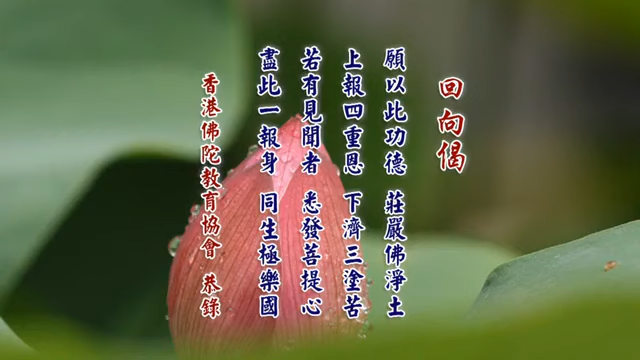 回向偈
願以此功德 莊嚴佛淨土
上報四重恩 下濟三塗苦
若有見聞者 悉發菩提心
盡此一報身 同生極樂國
香港佛陀教育協會 恭錄